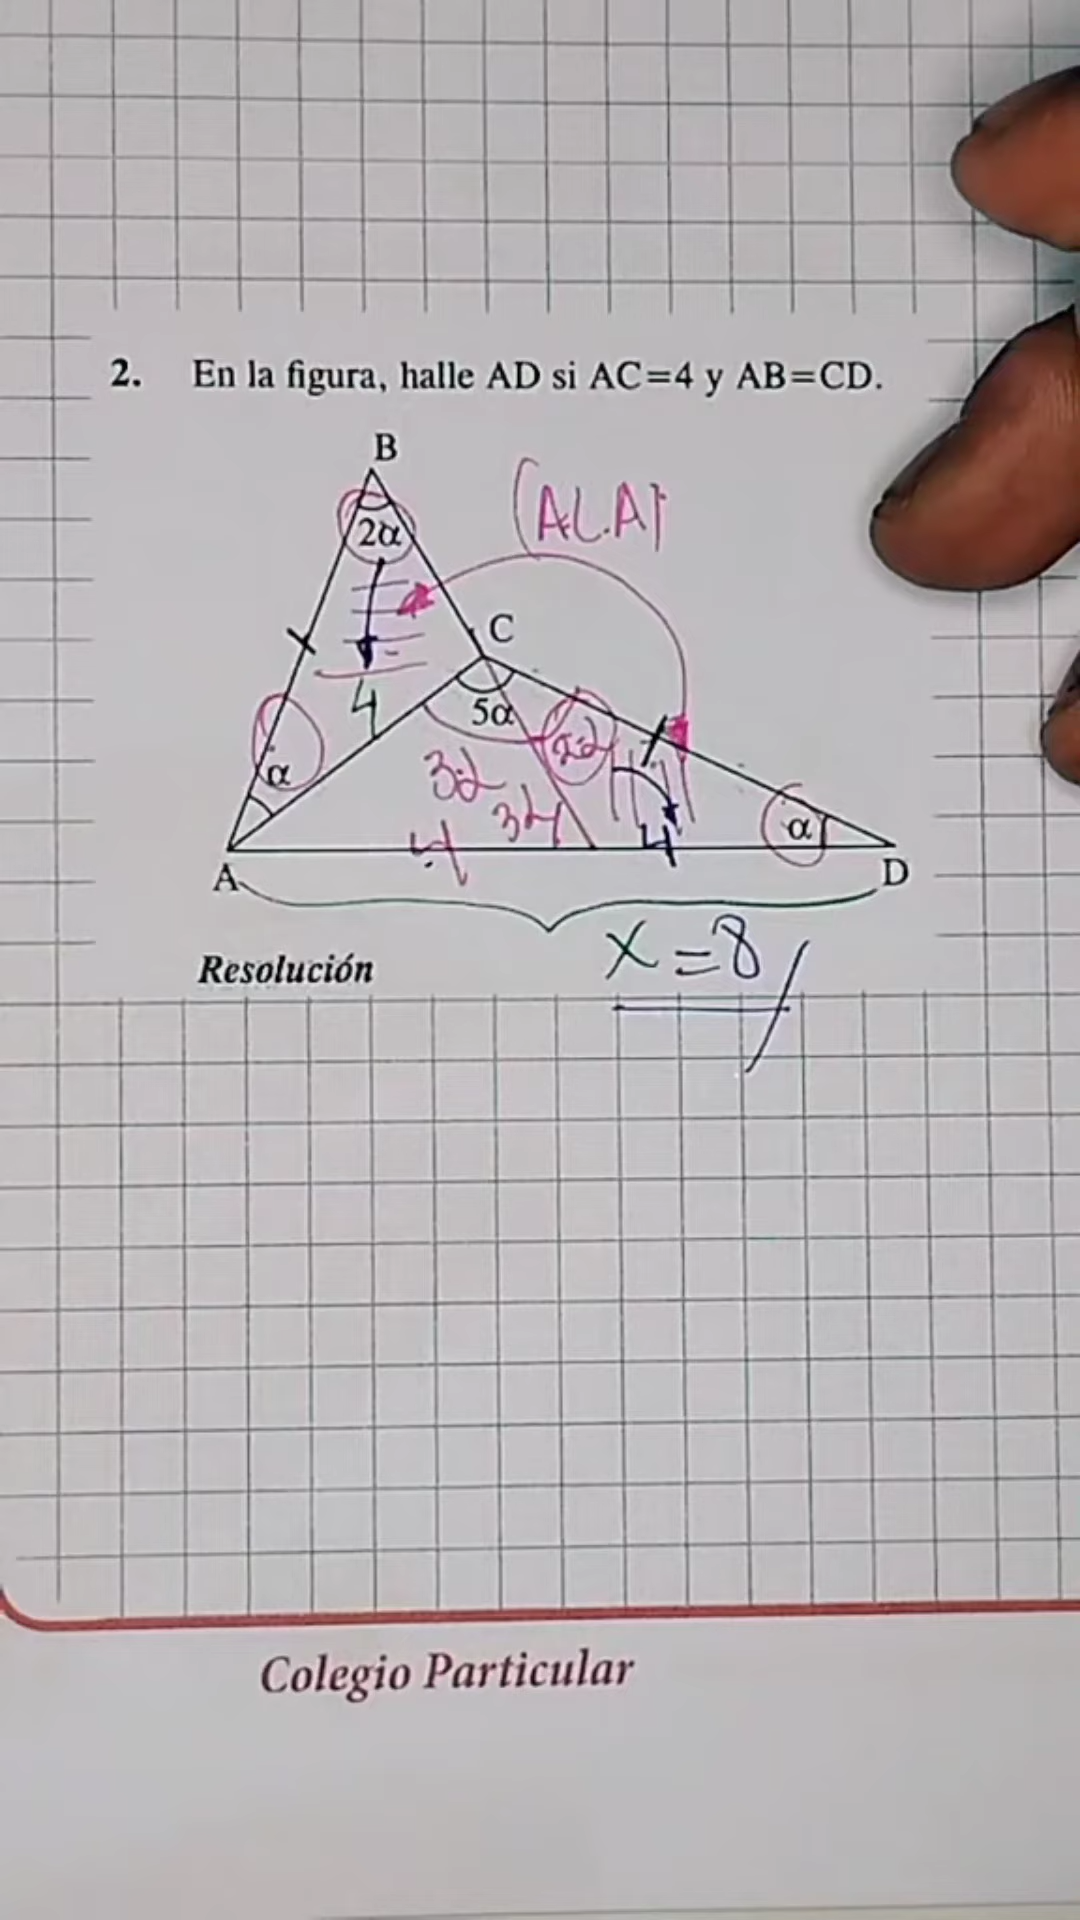 2. En la figura, halle AD si AC=4 y AB=CD.
B
(A.L.A)
2α
C
4
5α
2α
α
3α
3α
α
4
4
A
D
x = 8
Resolución
Colegio Particular